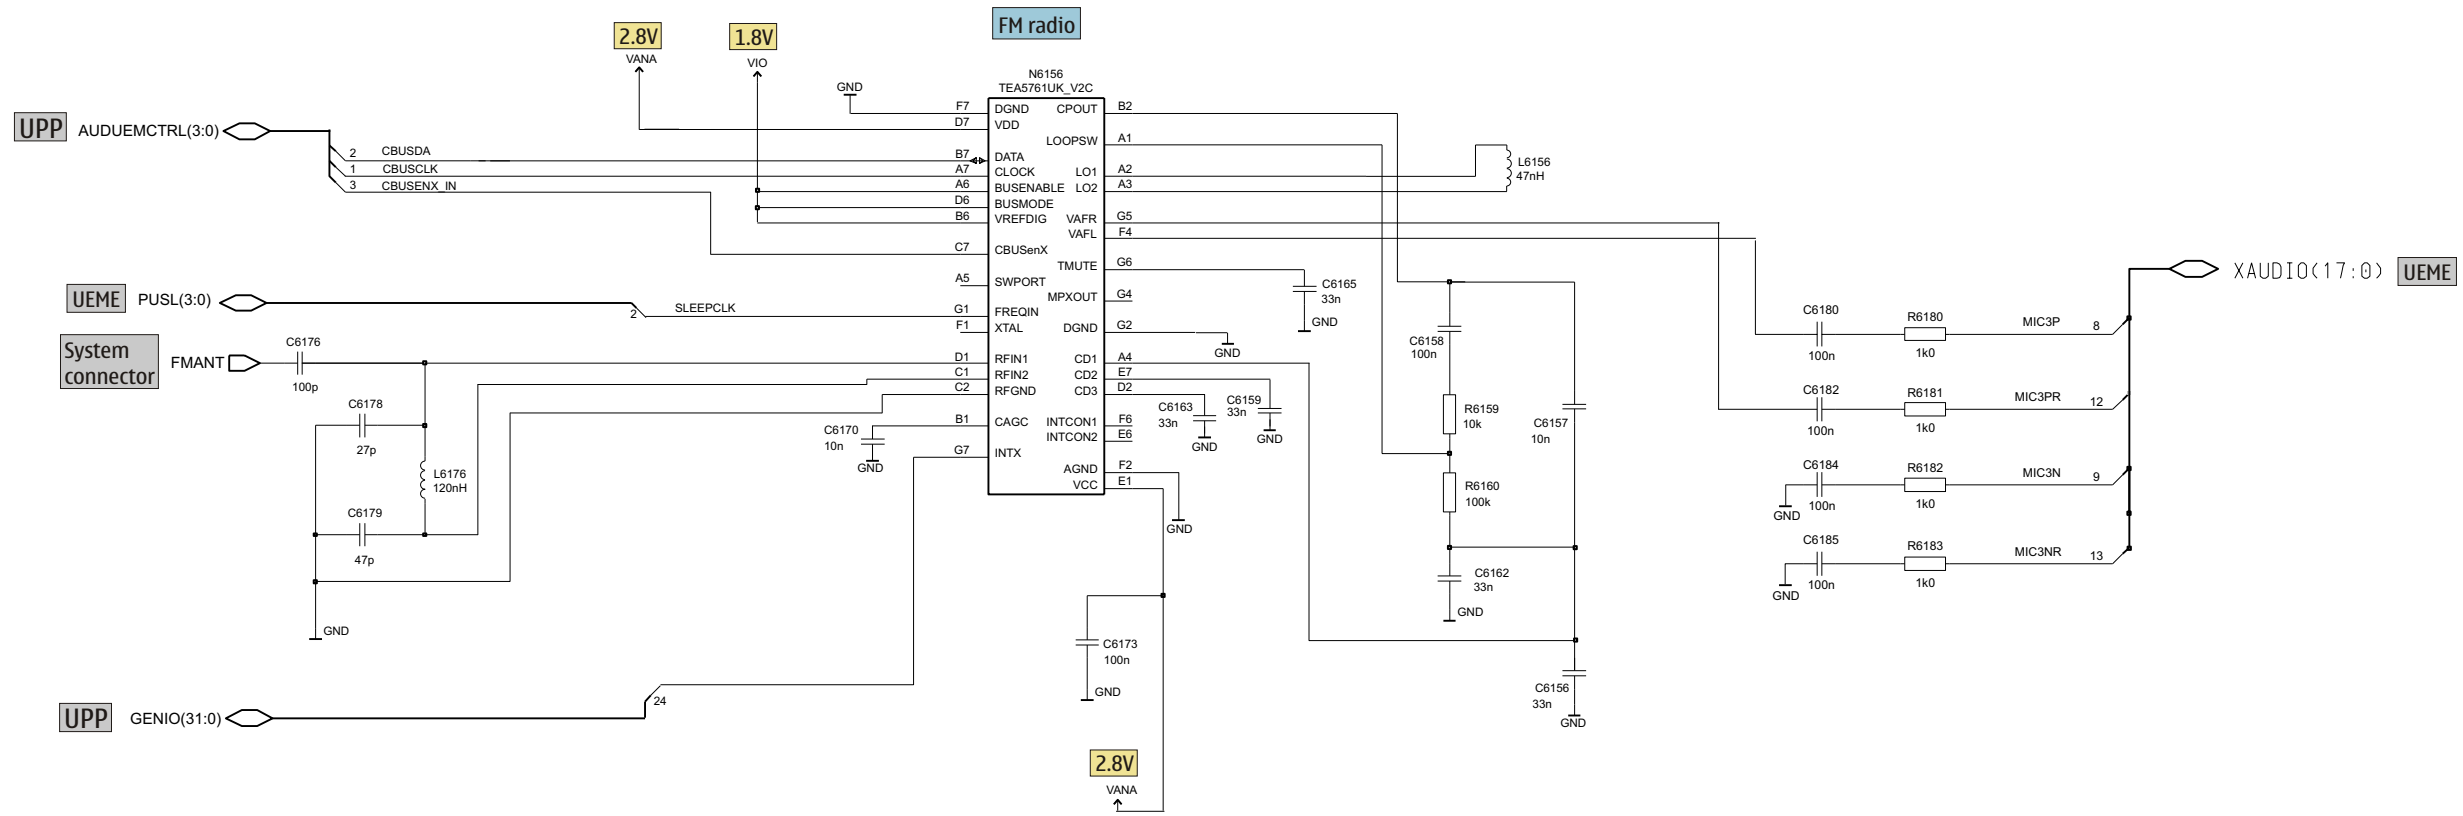 FM radio
2.8V
VANA
1.8V
VIO
N6156
TEA5761UK_V2C
GND
UPP AUDUEMCTRL(3:0)
2 CBUSDA
1 CBUSCLK
3 CBUSENX_IN
F7 DGND
D7 VDD
B7 DATA
A7 CLOCK
A6 BUSENABLE
D6 BUSMODE
B6 VREFDIG
C7 CBUSenX
A5 SWPORT
G1 FREQIN
F1 XTAL
D1 RFIN1
C1 RFIN2
C2 RFGND
B1 CAGC
G7 INTX
CPOUT B2
LOOPSW A1
LO1 A2
LO2 A3
VAFR G5
VAFL F4
TMUTE G6
MPXOUT G4
DGND G2
CD1 A4
CD2 E7
CD3 D2
INTCON1 F6
INTCON2 E6
AGND F2
VCC E1
UEME PUSL(3:0)
2 SLEEPCLK
System
connector
FMANT
C6176
100p
C6178
27p
L6176
120nH
C6179
47p
GND
C6170
10n
GND
UPP GENIO(31:0)
24
L6156
47nH
C6165
33n
GND
GND
C6163
33n
GND
C6159
33n
GND
GND
C6173
100n
GND
2.8V
VANA
C6158
100n
R6159
10k
R6160
100k
C6157
10n
C6162
33n
GND
C6156
33n
GND
XAUDIO(17:0) UEME
C6180
100n
R6180
1k0
MIC3P 8
C6182
100n
R6181
1k0
MIC3PR 12
C6184
100n
GND
R6182
1k0
MIC3N 9
C6185
100n
GND
R6183
1k0
MIC3NR 13